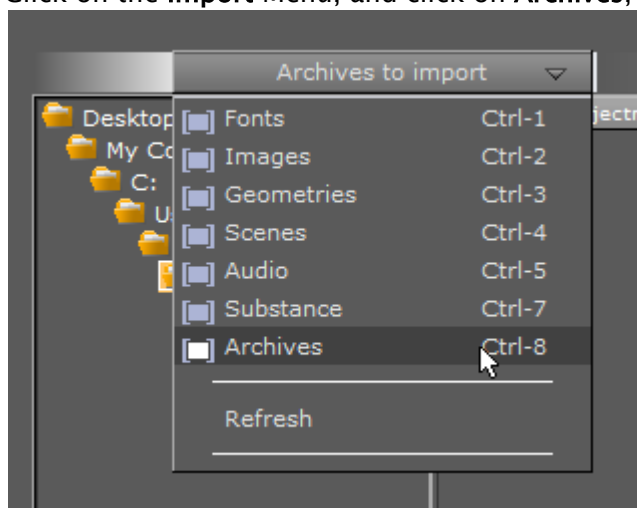 Click on the Import Menu, and click on Archives,
Archives to import
Desktop
Fonts Ctrl-1
My Co
Images Ctrl-2
C:
Geometries Ctrl-3
U
Scenes Ctrl-4
Audio Ctrl-5
Substance Ctrl-7
Archives Ctrl-8
Refresh